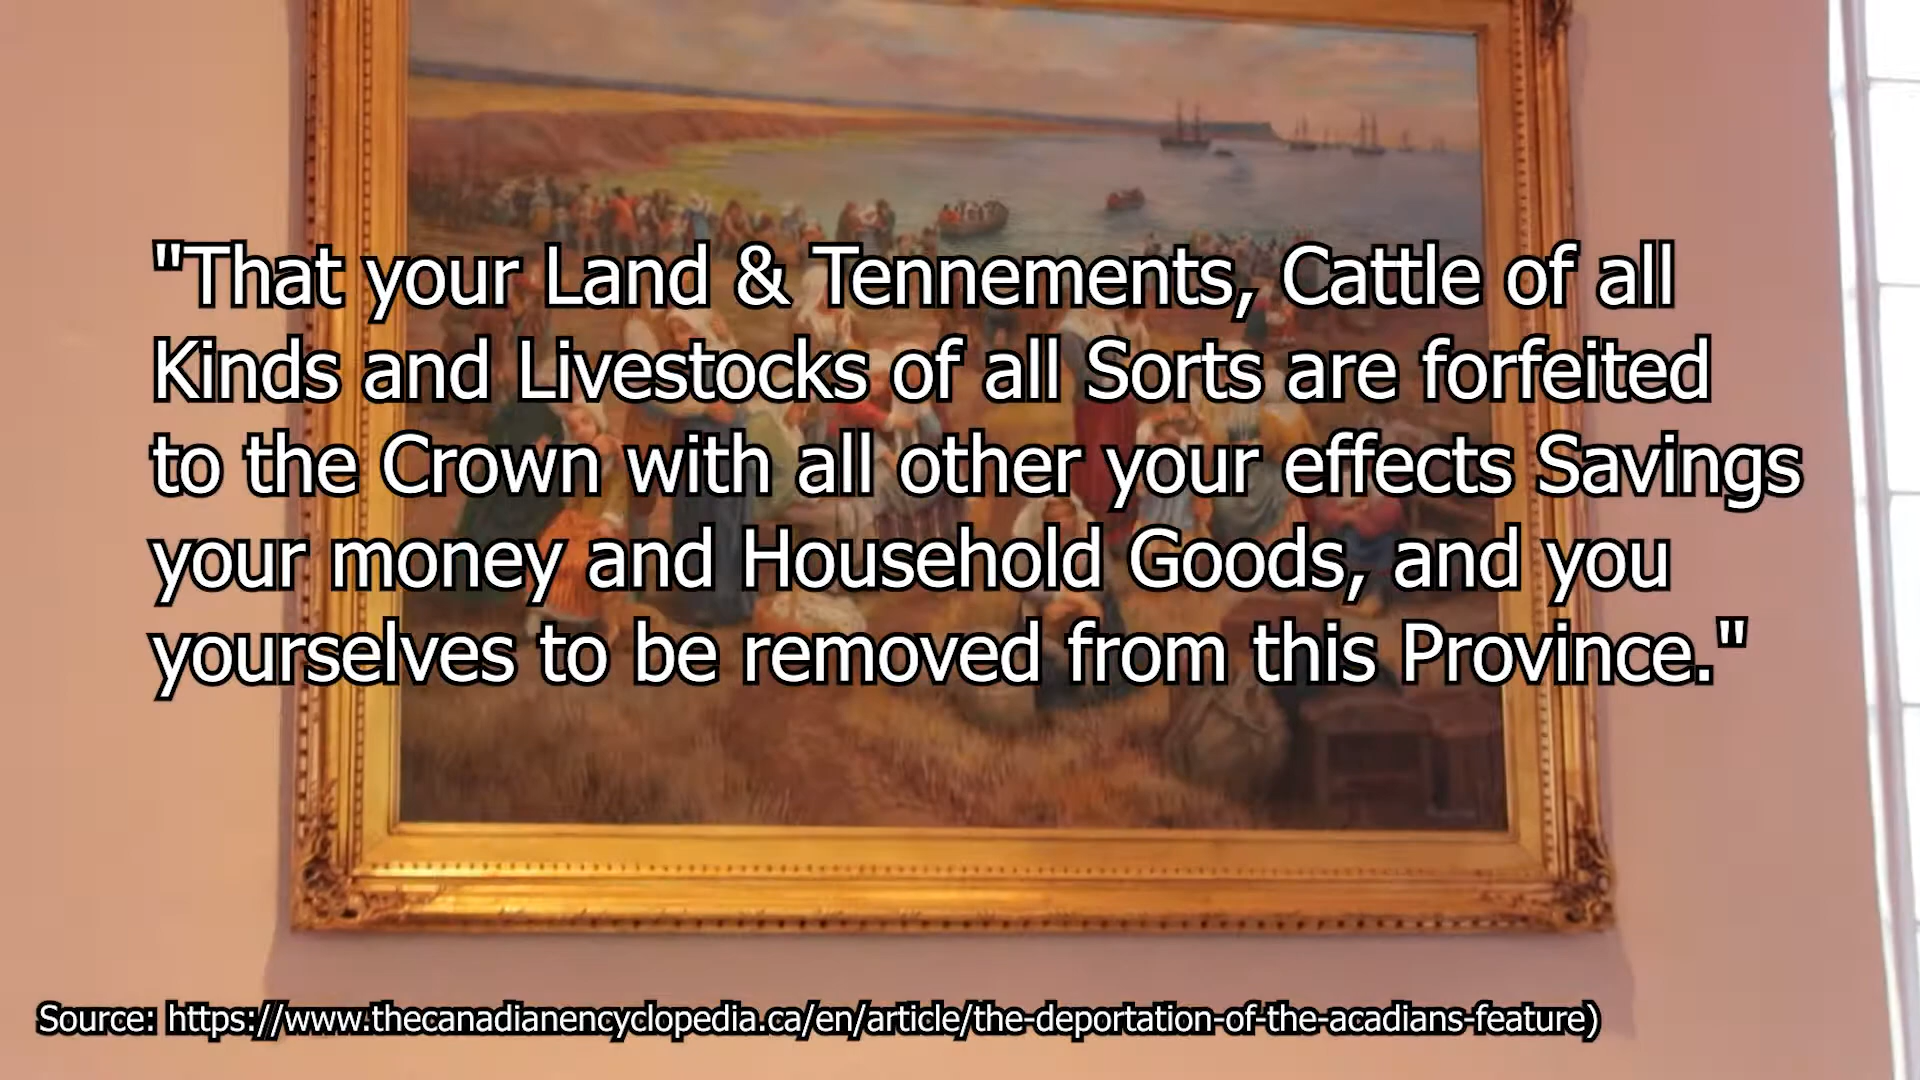 "That your Land & Tennements, Cattle of all
Kinds and Livestocks of all Sorts are forfeited
to the Crown with all other your effects Savings
your money and Household Goods, and you
yourselves to be removed from this Province."
Source: https://www.thecanadianencyclopedia.ca/en/article/the-deportation-of-the-acadians-feature)